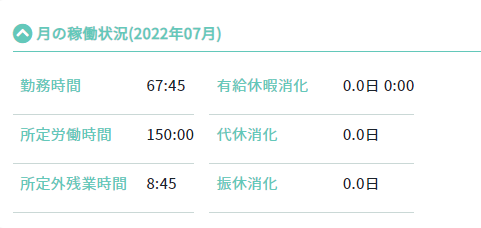 月の稼働状況(2022年07月)
勤務時間 67:45 有給休暇消化 0.0日 0:00
所定労働時間 150:00 代休消化 0.0日
所定外残業時間 8:45 振休消化 0.0日